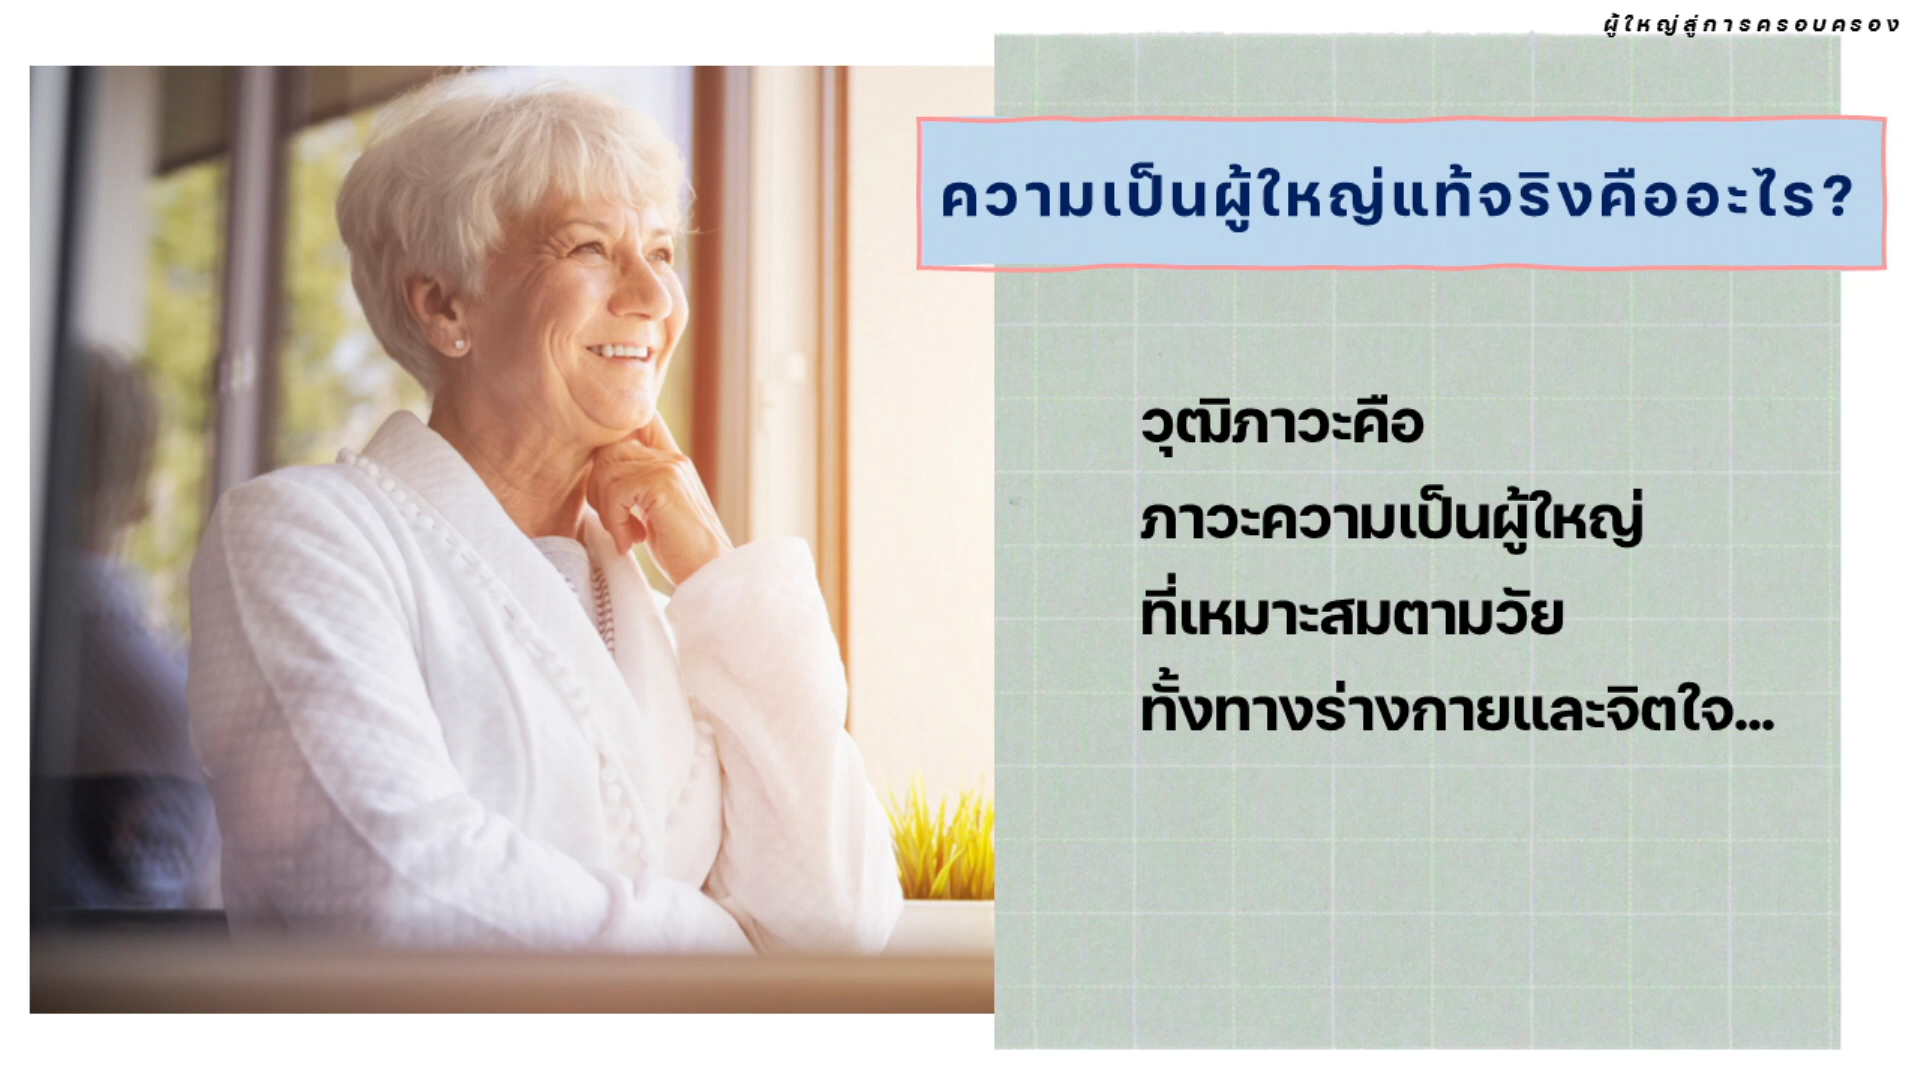 ผู้ใหญ่สู่การครอบครอง
ความเป็นผู้ใหญ่แท้จริงคืออะไร?
วุฒิภาวะคือ
ภาวะความเป็นผู้ใหญ่
ที่เหมาะสมตามวัย
ทั้งทางร่างกายและจิตใจ...